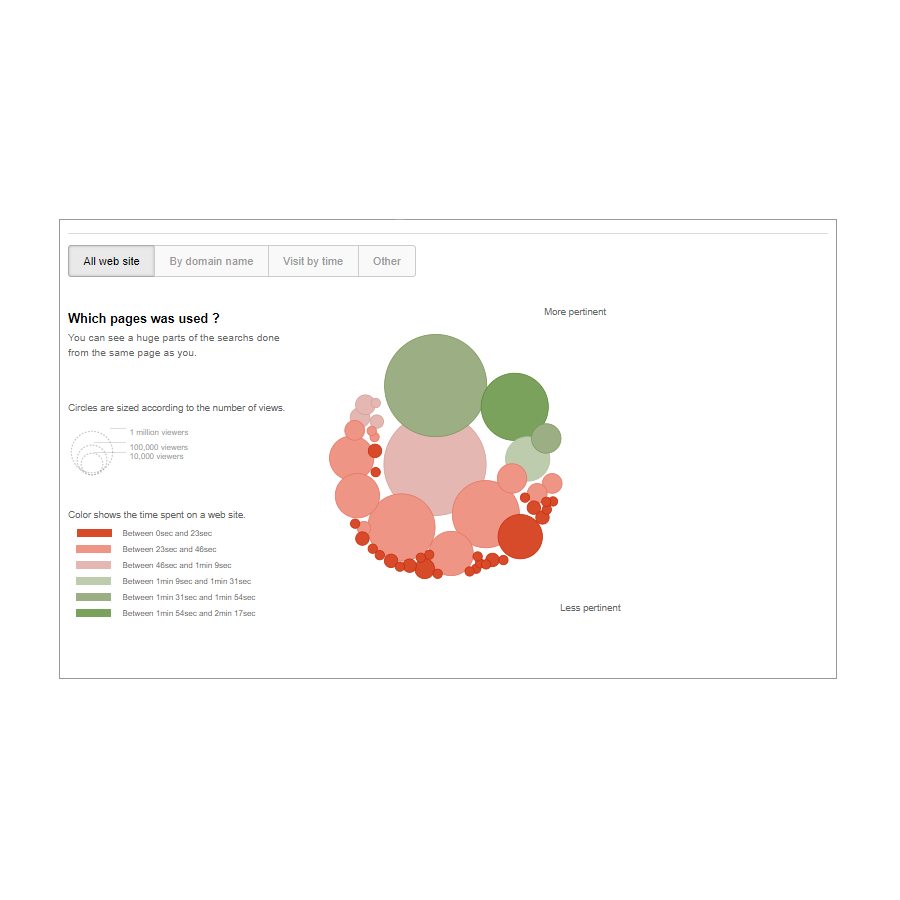 All web site By domain name Visit by time Other
Which pages was used ?
You can see a huge parts of the searchs done
from the same page as you.
More pertinent
Circles are sized according to the number of views.
1 million viewers
100,000 viewers
10,000 viewers
Color shows the time spent on a web site.
Between 0sec and 23sec
Between 23sec and 46sec
Between 46sec and 1min 9sec
Between 1min 9sec and 1min 31sec
Between 1min 31sec and 1min 54sec
Between 1min 54sec and 2min 17sec
Less pertinent